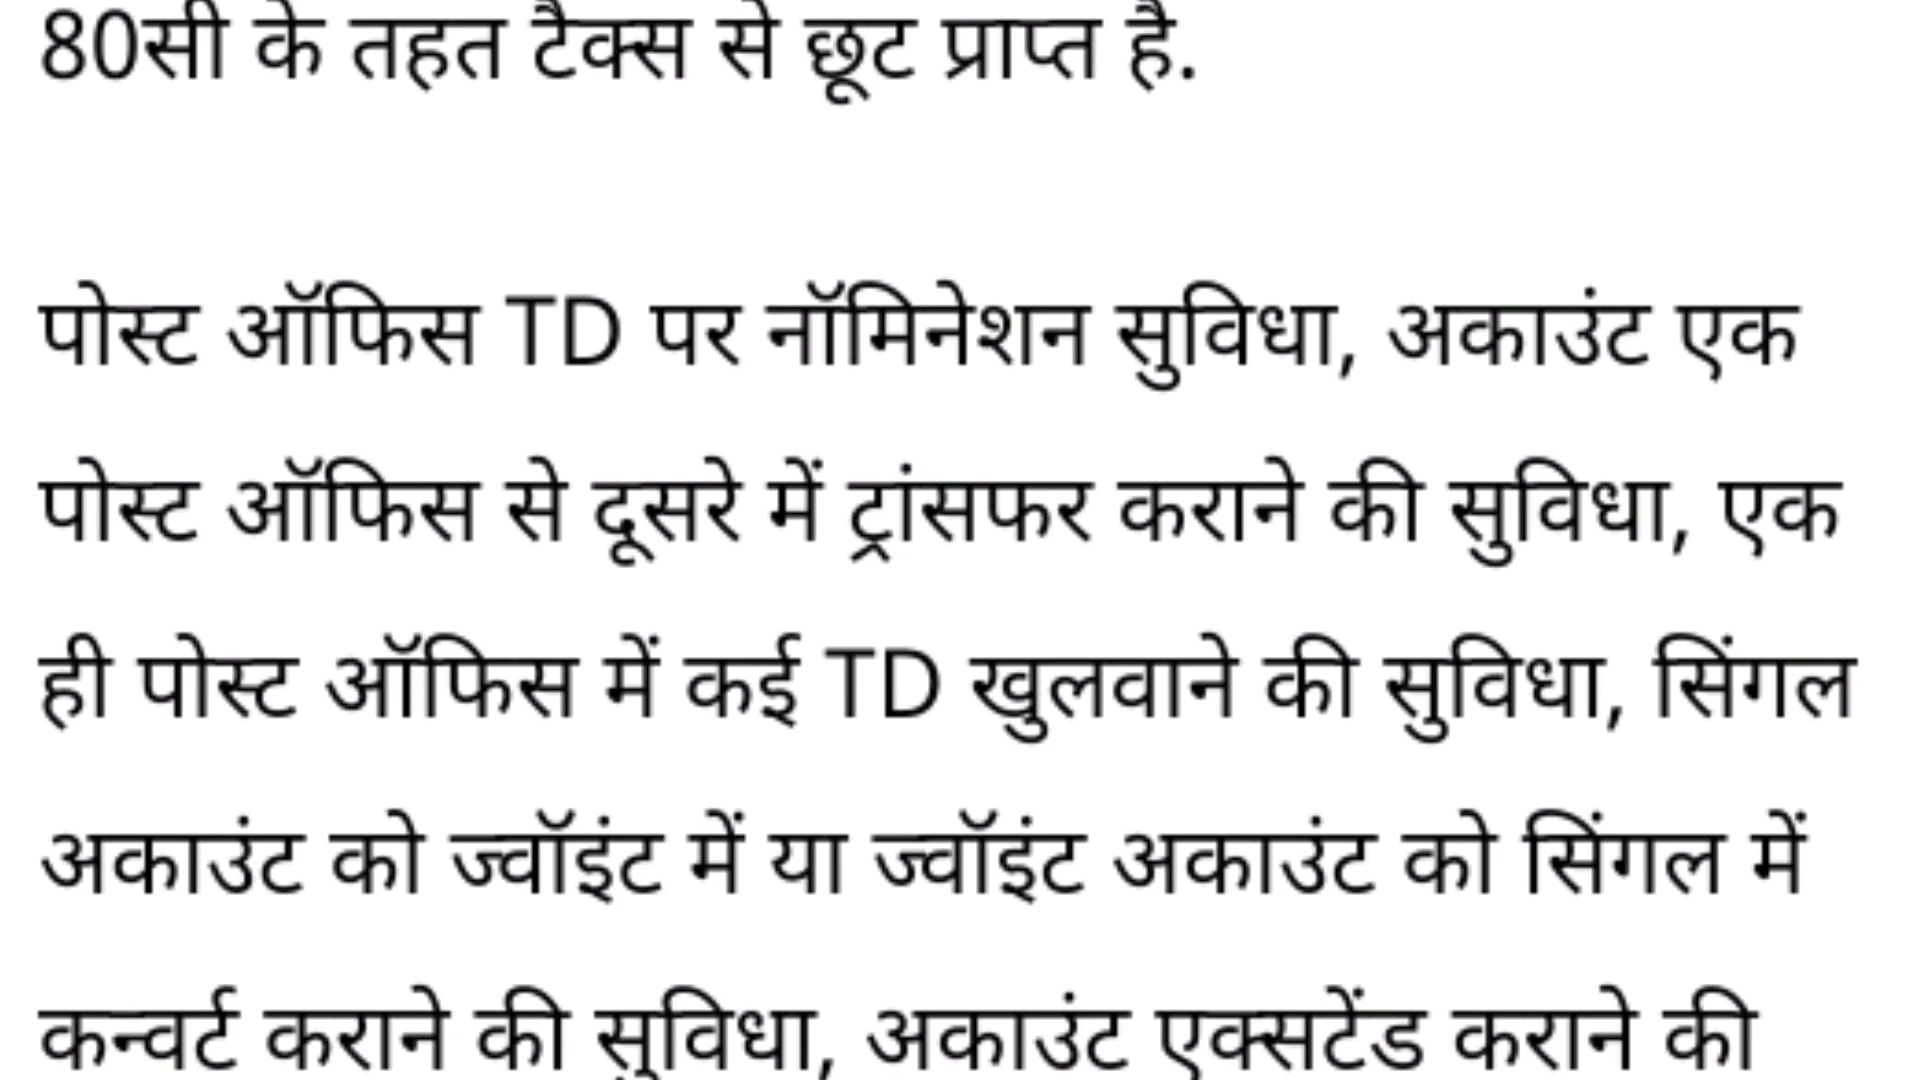 80सी के तहत टैक्स से छूट प्राप्त है.
पोस्ट ऑफिस TD पर नॉमिनेशन सुविधा, अकाउंट एक
पोस्ट ऑफिस से दूसरे में ट्रांसफर कराने की सुविधा, एक
ही पोस्ट ऑफिस में कई TD खुलवाने की सुविधा, सिंगल
अकाउंट को ज्वॉइंट में या ज्वॉइंट अकाउंट को सिंगल में
कन्वर्ट कराने की सुविधा, अकाउंट एक्सटेंड कराने की